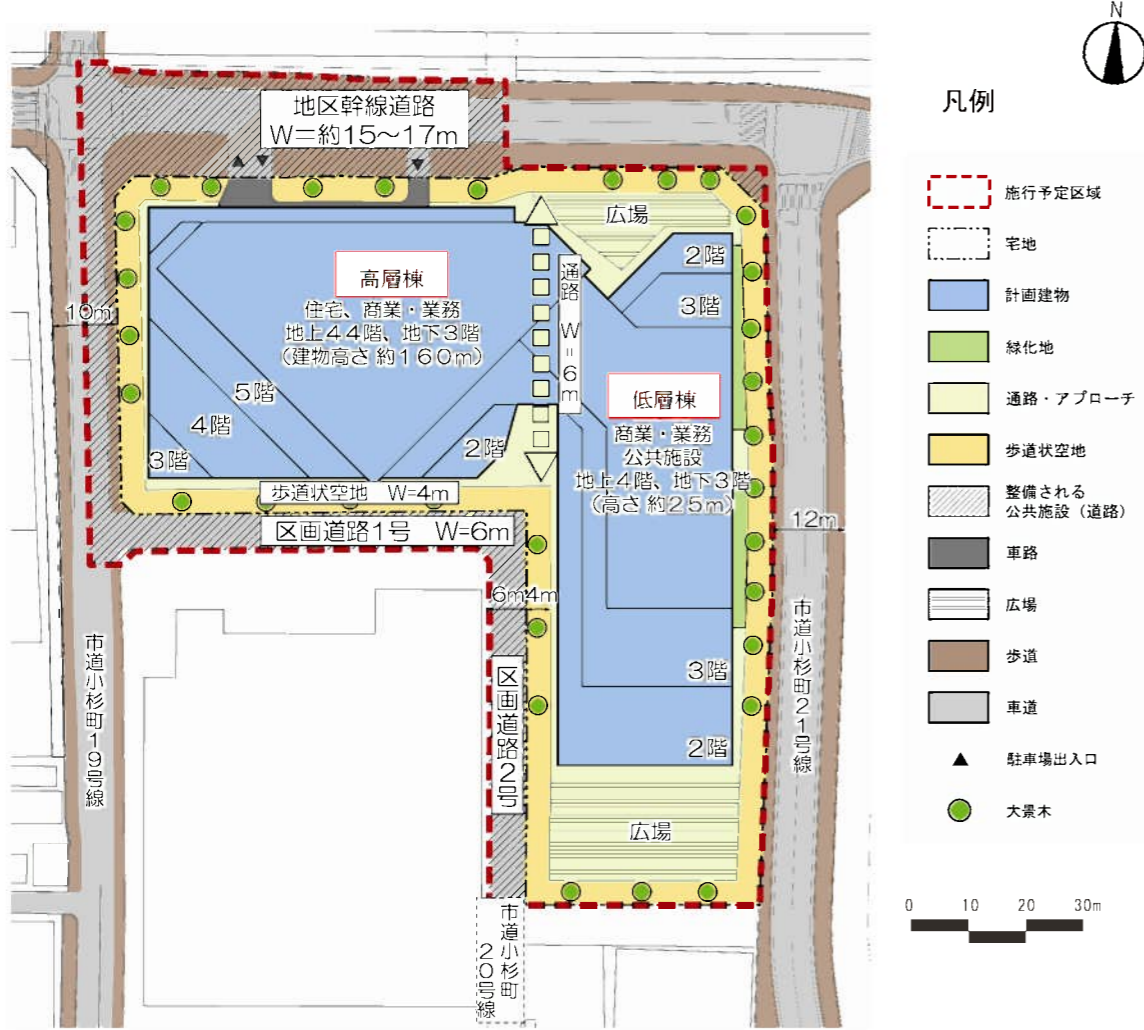 N
凡例
地区幹線道路
W=約15～17m
広場
高層棟
住宅、商業・業務
地上44階、地下3階
(建物高さ 約160m)
10m
5階
4階
3階
2階
通路 W=6m
2階
3階
低層棟
商業・業務
公共施設
地上4階、地下3階
(高さ 約25m)
歩道状空地 W=4m
区画道路1号 W=6m
12m
6m4m
市道小杉町19号線
区画道路2号
市道小杉町21号線
3階
2階
広場
市道小杉町
20号線
施行予定区域
宅地
計画建物
緑化地
通路・アプローチ
歩道状空地
整備される
公共施設（道路）
車路
広場
歩道
車道
駐車場出入口
大景木
0 10 20 30m